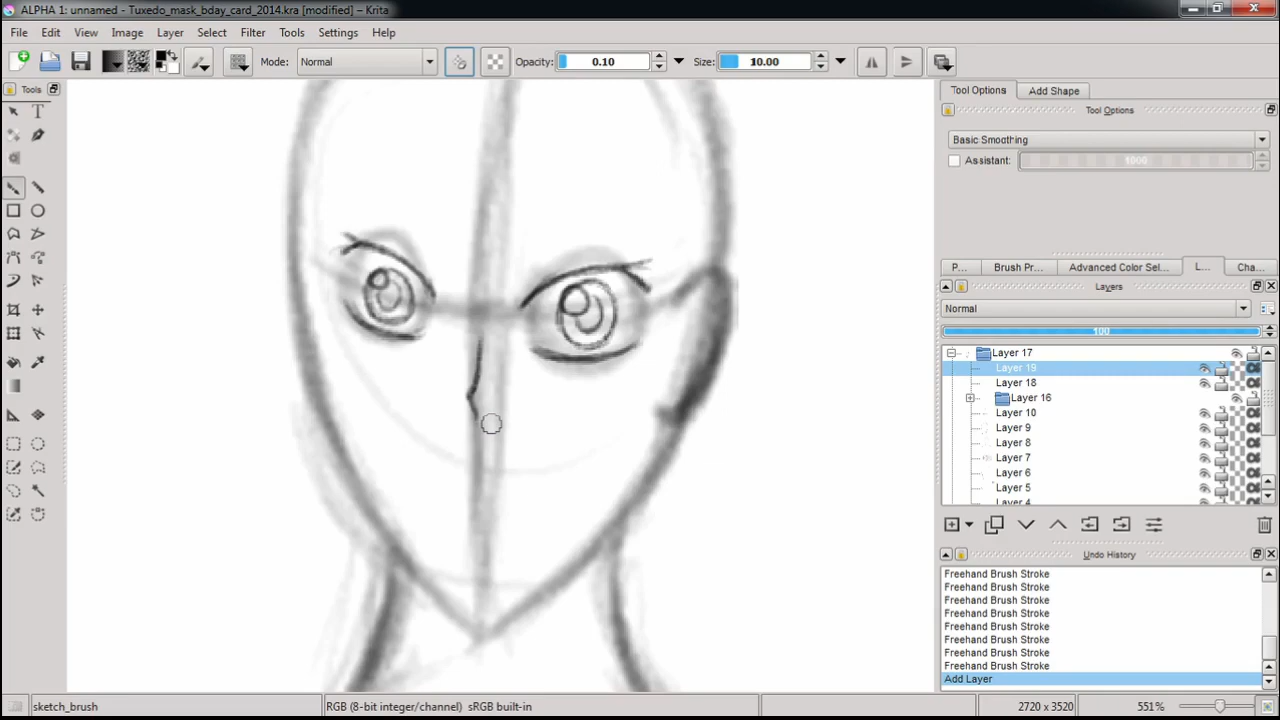 ALPHA 1: unnamed - Tuxedo_mask_bday_card_2014.kra [modified] – Krita
File Edit View Image Layer Select Filter Tools Settings Help
Mode: Normal Opacity: 0.10 Size: 10.00
Tools
T
Tool Options Add Shape
Tool Options
Basic Smoothing
Assistant: 1000
P... Brush Pr... Advanced Color Sel... L... Cha...
Layers
Normal
100
Layer 17
Layer 19
Layer 18
Layer 16
Layer 10
Layer 9
Layer 8
Layer 7
Layer 6
Layer 5
Layer 4
Undo History
Freehand Brush Stroke
Freehand Brush Stroke
Freehand Brush Stroke
Freehand Brush Stroke
Freehand Brush Stroke
Freehand Brush Stroke
Freehand Brush Stroke
Freehand Brush Stroke
Add Layer
sketch_brush RGB (8-bit integer/channel) sRGB built-in 2720 x 3520 551%